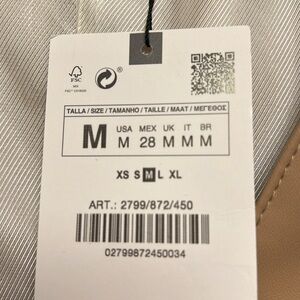 FSC
MIX
TALLA / SIZE / TAMANHO / TAILLE / MAAT / ΜΕΓΕΘΟΣ
M USA MEX UK IT BR
M 28 M M M
XS S M L XL
ART.: 2799/872/450
02799872450034